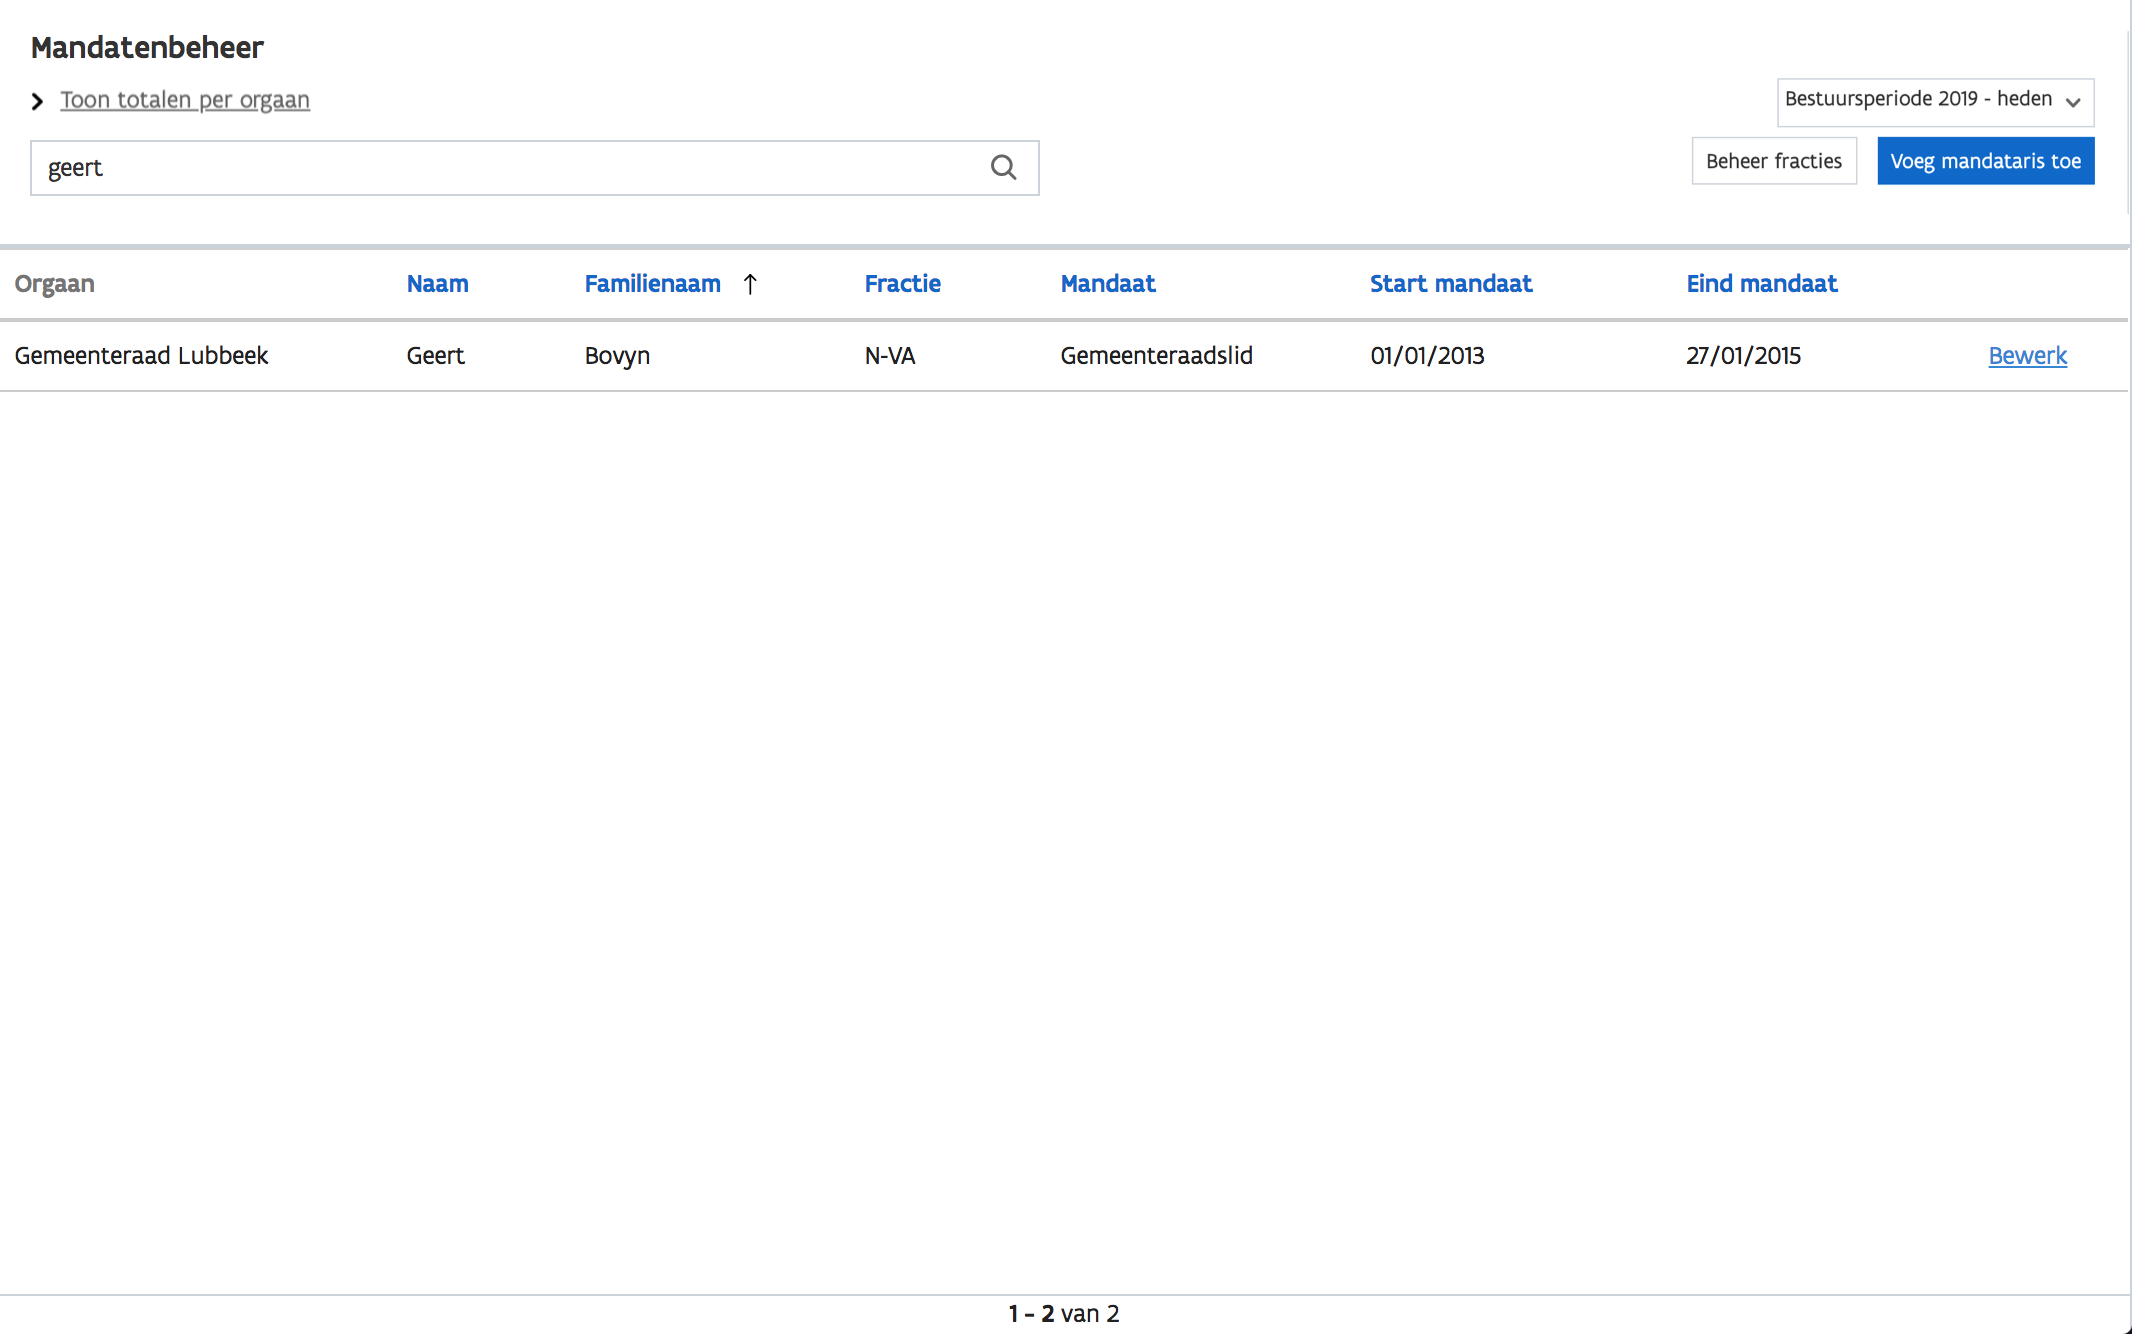 Mandatenbeheer
Toon totalen per orgaan
Bestuursperiode 2019 - heden
geert
Beheer fracties
Voeg mandataris toe
Orgaan Naam Familienaam ↑ Fractie Mandaat Start mandaat Eind mandaat
Gemeenteraad Lubbeek Geert Bovyn N-VA Gemeenteraadslid 01/01/2013 27/01/2015 Bewerk
1 - 2 van 2